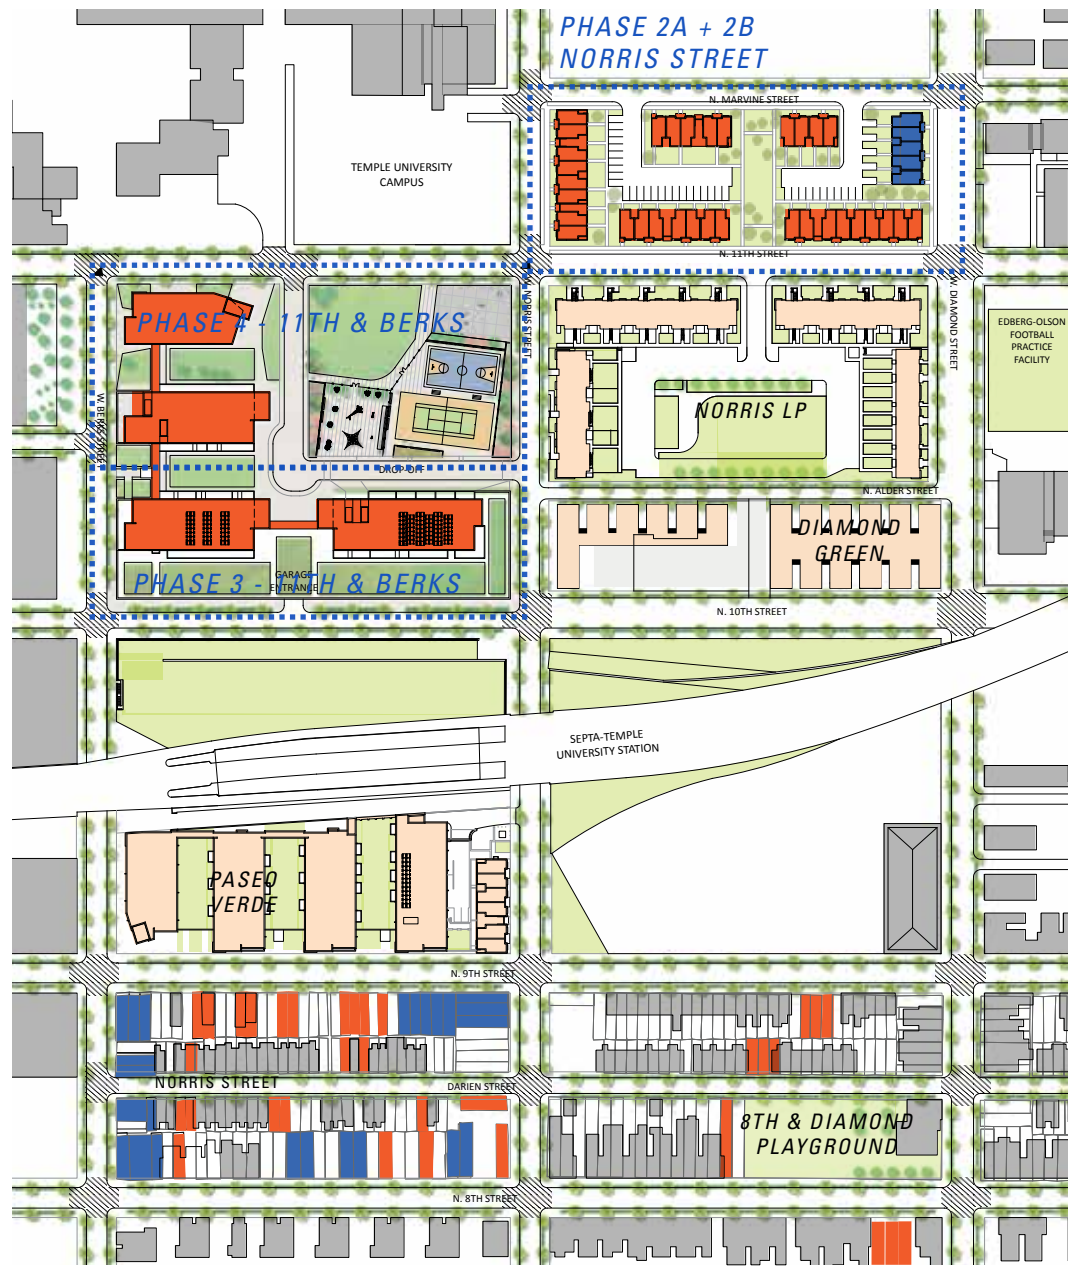 PHASE 2A + 2B
NORRIS STREET
N. MARVINE STREET
TEMPLE UNIVERSITY
CAMPUS
N. 11TH STREET
PHASE 4 - 11TH & BERKS
NORRIS STREET
W. DIAMOND STREET
EDBERG-OLSON
FOOTBALL
PRACTICE
FACILITY
W. BERKS STREET
NORRIS LP
DROP-OFF
N. ALDER STREET
DIAMOND
GREEN
GARAGE
ENTRANCE
PHASE 3 - 11TH & BERKS
N. 10TH STREET
SEPTA-TEMPLE
UNIVERSITY STATION
PASEO
VERDE
N. 9TH STREET
NORRIS STREET
DARIEN STREET
8TH & DIAMOND
PLAYGROUND
N. 8TH STREET